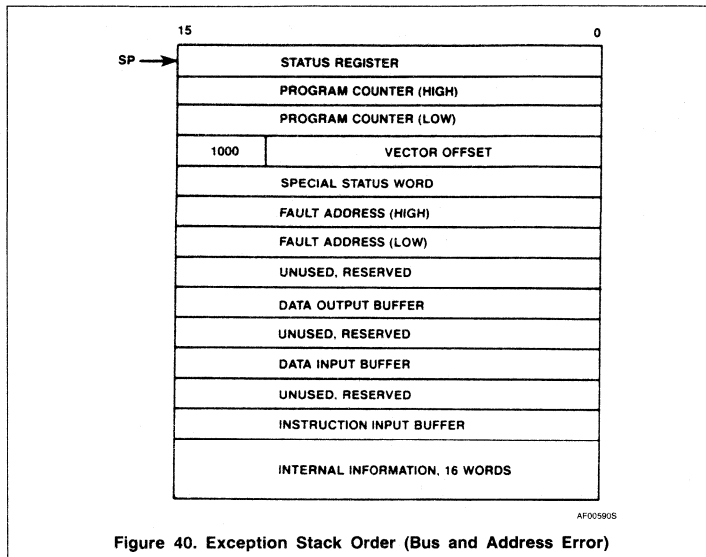 15 0
SP
STATUS REGISTER
PROGRAM COUNTER (HIGH)
PROGRAM COUNTER (LOW)
1000 VECTOR OFFSET
SPECIAL STATUS WORD
FAULT ADDRESS (HIGH)
FAULT ADDRESS (LOW)
UNUSED, RESERVED
DATA OUTPUT BUFFER
UNUSED, RESERVED
DATA INPUT BUFFER
UNUSED, RESERVED
INSTRUCTION INPUT BUFFER
INTERNAL INFORMATION, 16 WORDS
AF00590S
Figure 40. Exception Stack Order (Bus and Address Error)